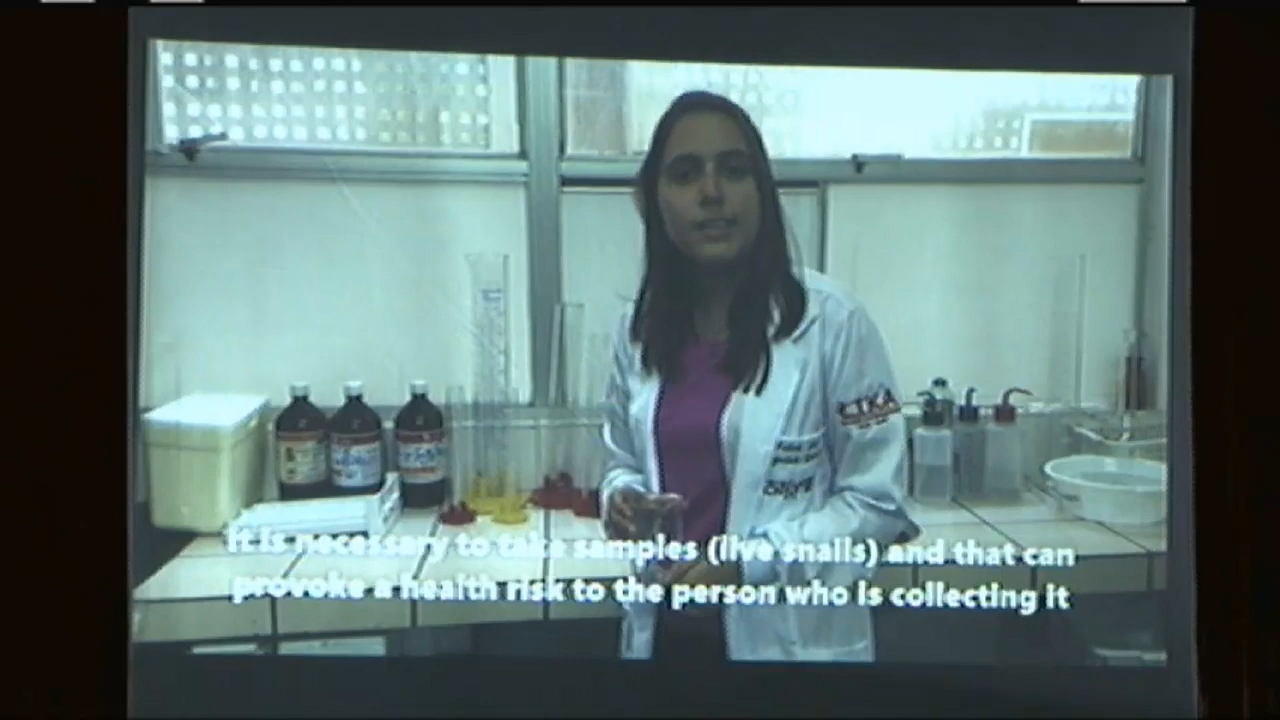 It is necessary to take samples (live snails) and that can
provoke a health risk to the person who is collecting it